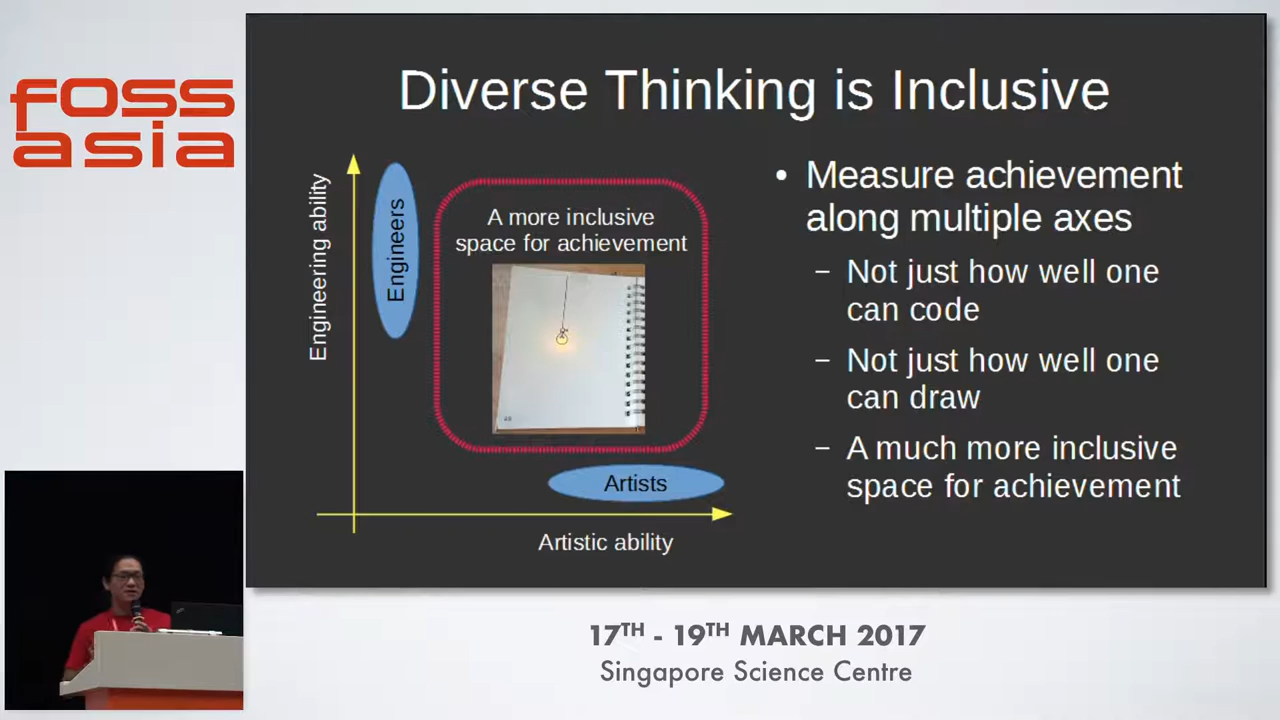 foss
asia
Diverse Thinking is Inclusive
Engineering ability
Engineers
A more inclusive
space for achievement
Artists
Artistic ability
• Measure achievement
along multiple axes
– Not just how well one
can code
– Not just how well one
can draw
– A much more inclusive
space for achievement
17TH - 19TH MARCH 2017
Singapore Science Centre